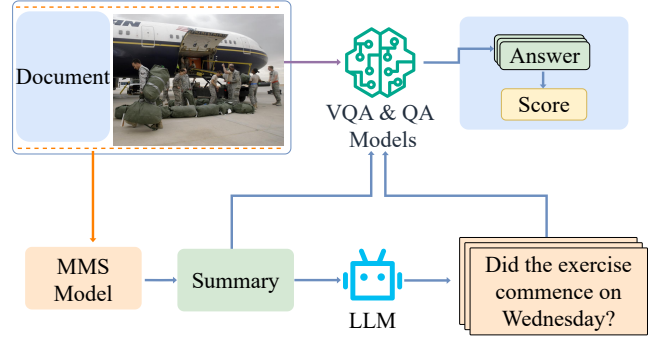 Document
VQA & QA
Models
Answer
Score
MMS
Model
Summary
LLM
Did the exercise
commence on
Wednesday?